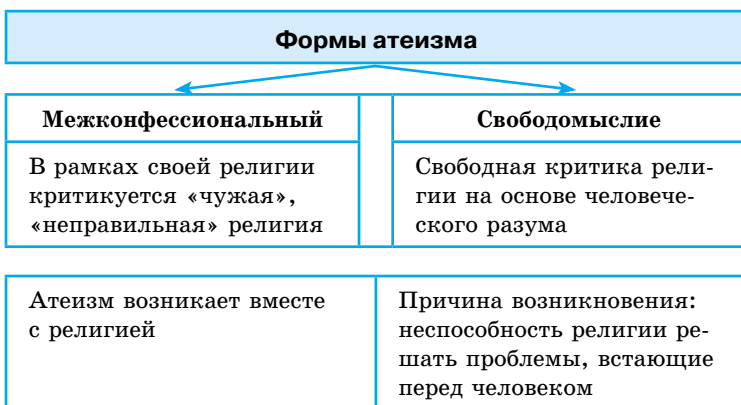 Формы атеизма
Межконфессиональный
В рамках своей религии
критикуется «чужая»,
«неправильная» религия
Свободомыслие
Свободная критика рели-
гии на основе человече-
ского разума
Атеизм возникает вместе
с религией
Причина возникновения:
неспособность религии ре-
шать проблемы, встающие
перед человеком